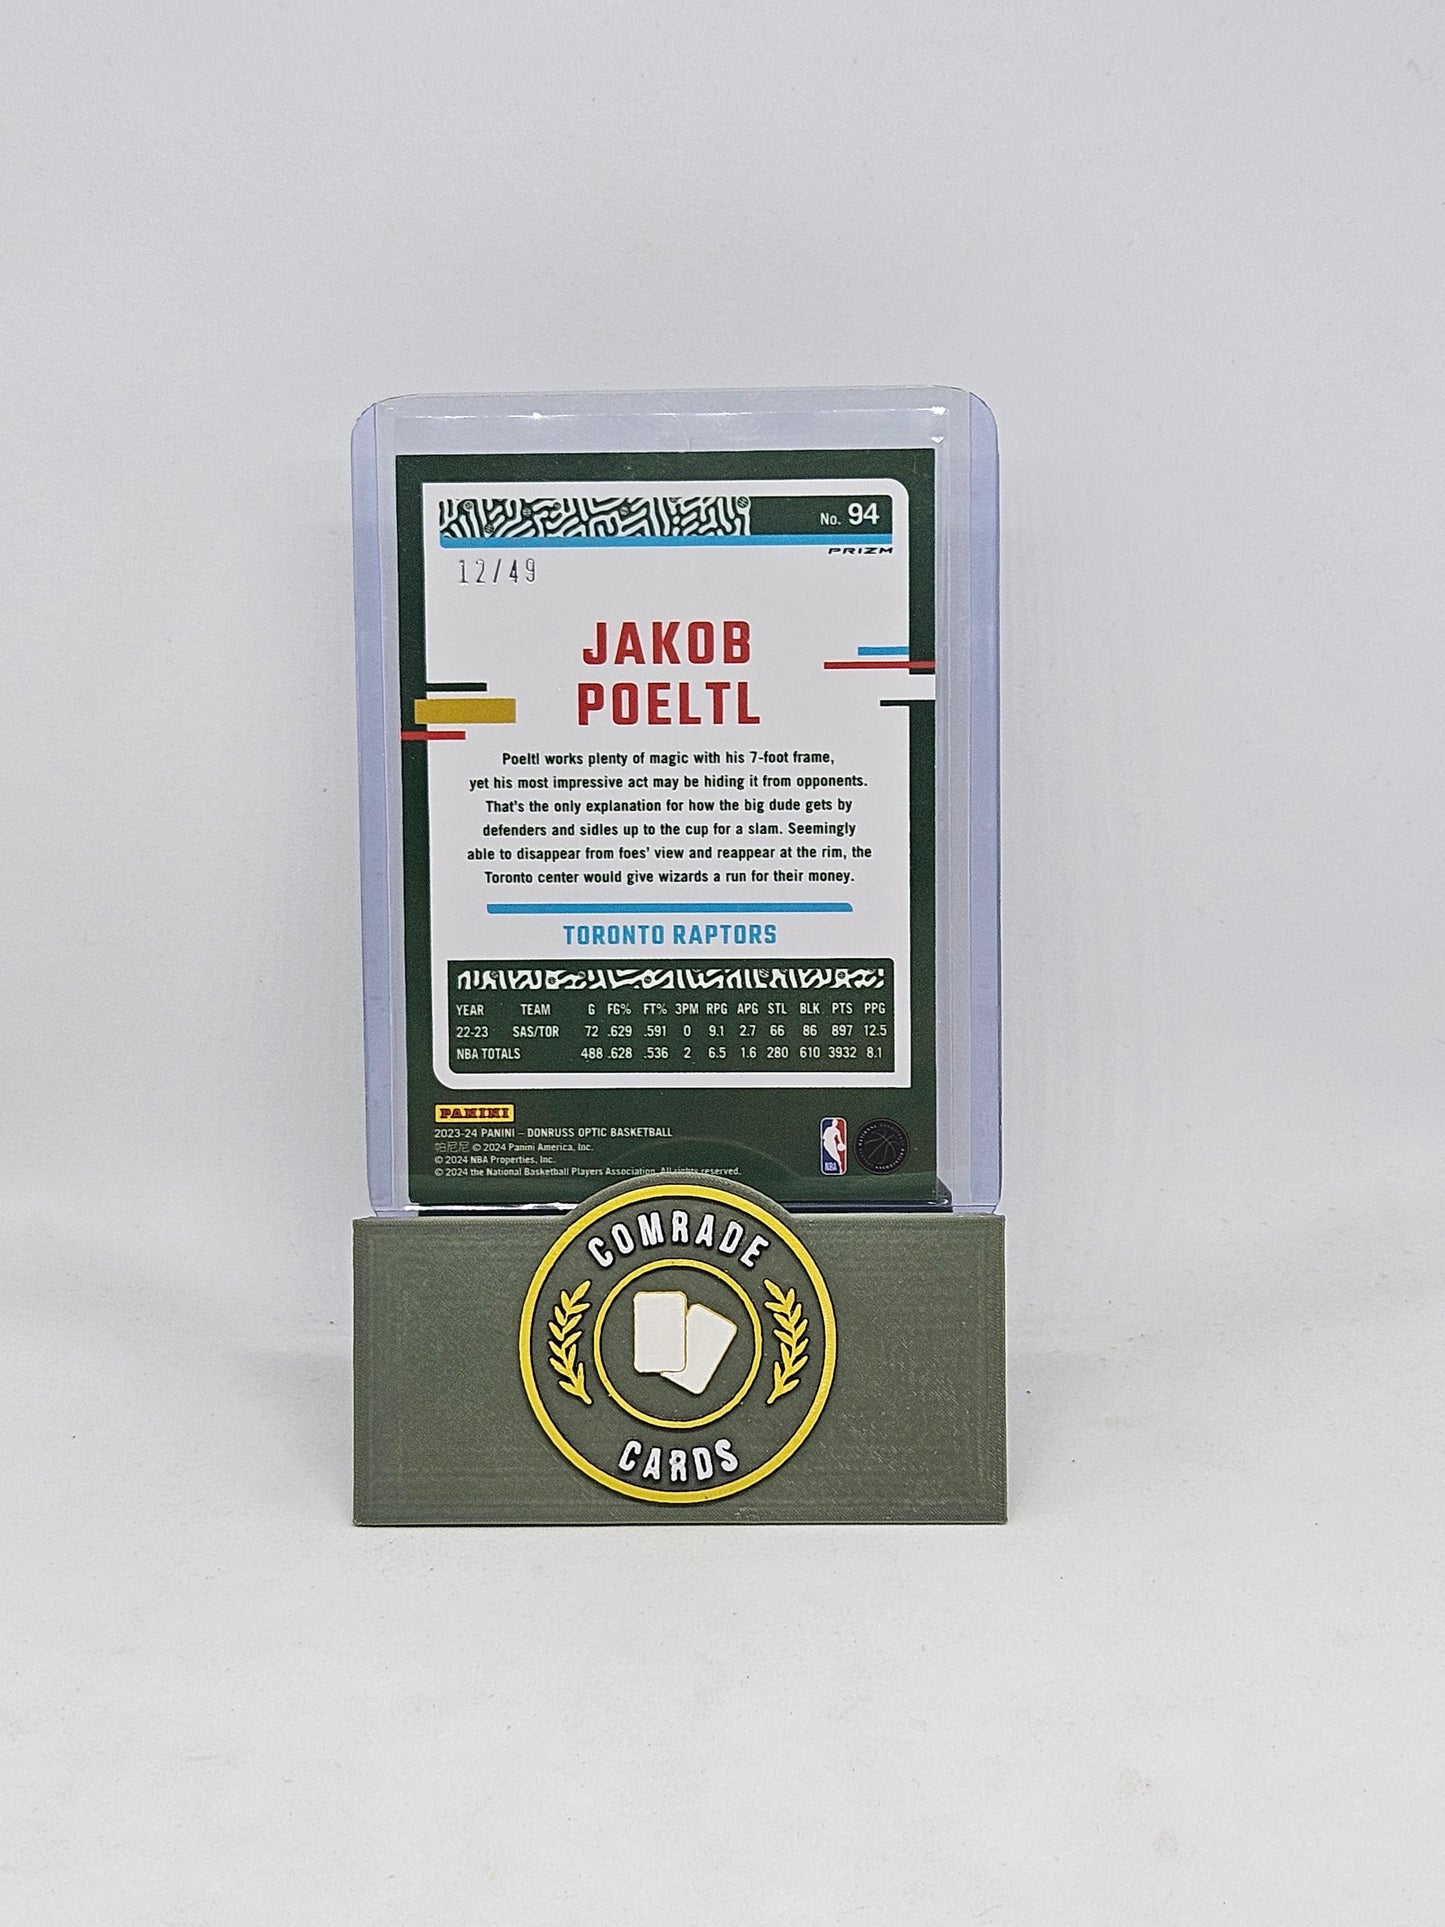 No. 94
PRIZM
12/49
JAKOB
POELTL
Poeltl works plenty of magic with his 7-foot frame,
yet his most impressive act may be hiding it from opponents.
That's the only explanation for how the big dude gets by
defenders and sidles up to the cup for a slam. Seemingly
able to disappear from foes' view and reappear at the rim, the
Toronto center would give wizards a run for their money.
TORONTO RAPTORS
YEAR TEAM G FG% FT% 3PM RPG APG STL BLK PTS PPG
22-23 SAS/TOR 72 .629 .591 0 9.1 2.7 66 86 897 12.5
NBA TOTALS 488 .628 .536 2 6.5 1.6 280 610 3932 8.1
PANINI
2023-24 PANINI – DONRUSS OPTIC BASKETBALL
帕尼尼 © 2024 Panini America, Inc.
© 2024 NBA Properties, Inc.
© 2024 the National Basketball Players Association. All rights reserved.
NBA
COMRADE
CARDS